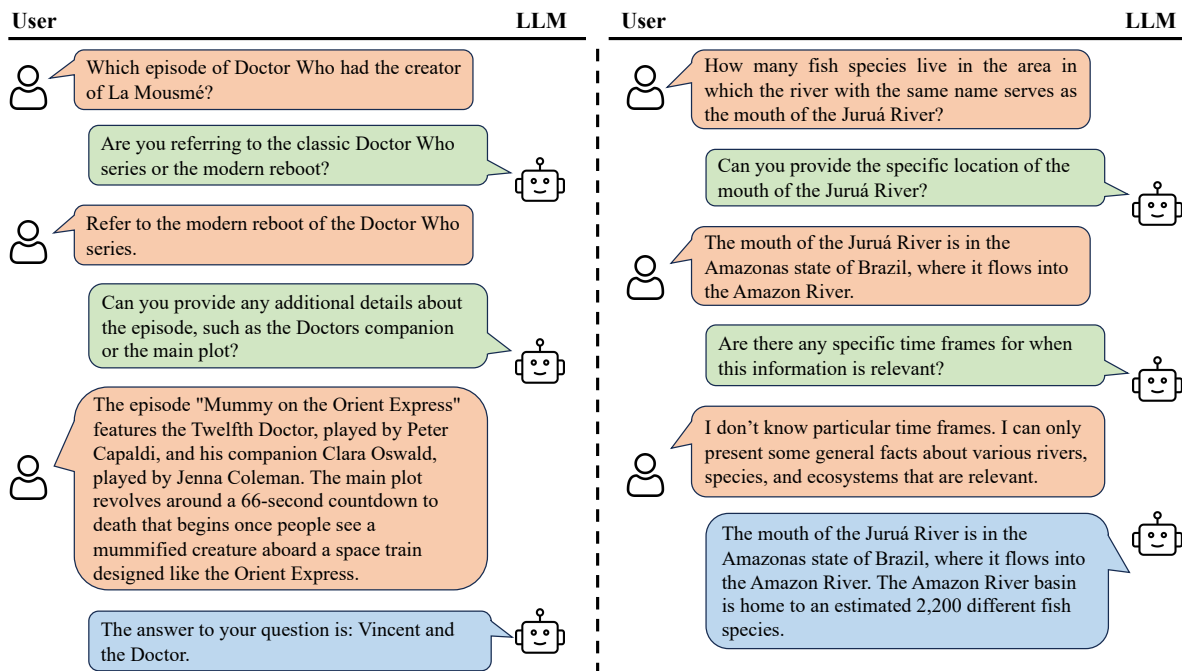 User
LLM
Which episode of Doctor Who had the creator
of La Mousmé?
Are you referring to the classic Doctor Who
series or the modern reboot?
Refer to the modern reboot of the Doctor Who
series.
Can you provide any additional details about
the episode, such as the Doctors companion
or the main plot?
The episode "Mummy on the Orient Express"
features the Twelfth Doctor, played by Peter
Capaldi, and his companion Clara Oswald,
played by Jenna Coleman. The main plot
revolves around a 66-second countdown to
death that begins once people see a
mummified creature aboard a space train
designed like the Orient Express.
The answer to your question is: Vincent and
the Doctor.
User
LLM
How many fish species live in the area in
which the river with the same name serves as
the mouth of the Juruá River?
Can you provide the specific location of the
mouth of the Juruá River?
The mouth of the Juruá River is in the
Amazonas state of Brazil, where it flows into
the Amazon River.
Are there any specific time frames for when
this information is relevant?
I don't know particular time frames. I can only
present some general facts about various rivers,
species, and ecosystems that are relevant.
The mouth of the Juruá River is in the
Amazonas state of Brazil, where it flows into
the Amazon River. The Amazon River basin
is home to an estimated 2,200 different fish
species.